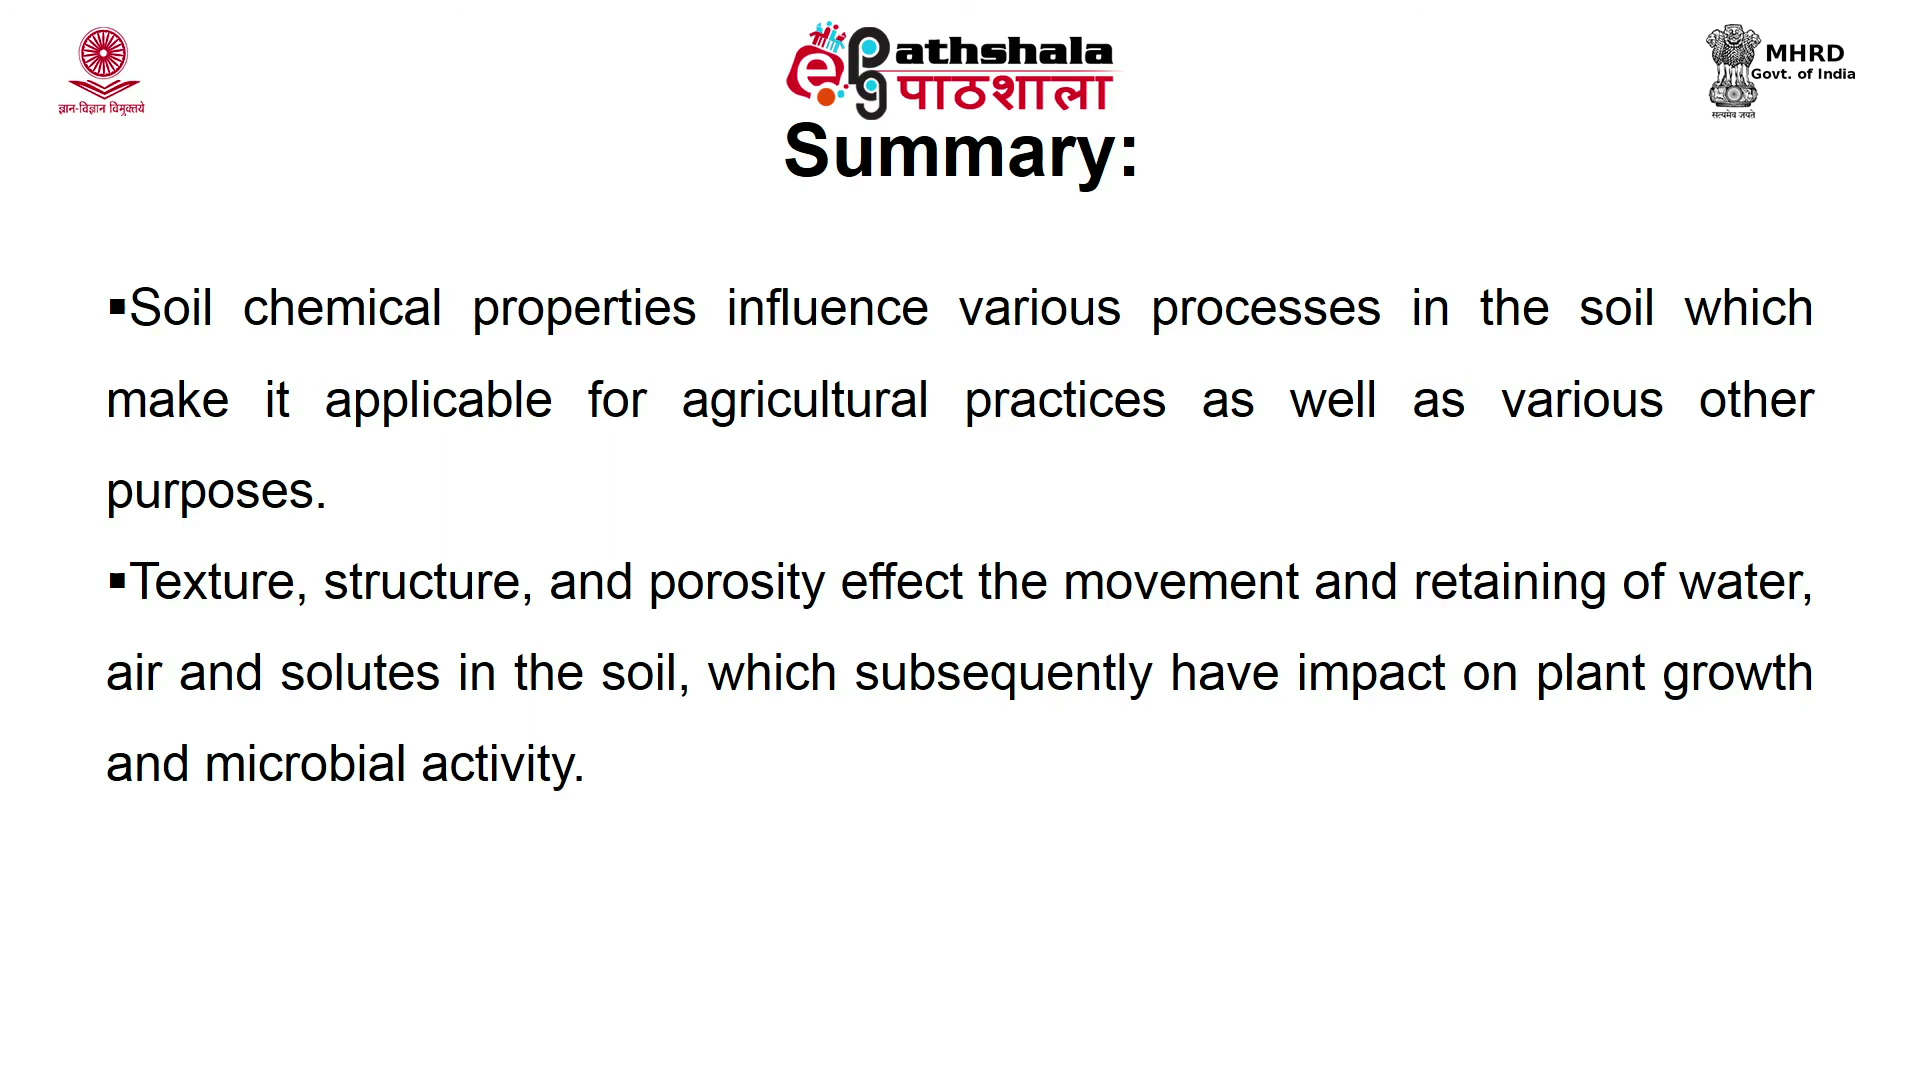 ज्ञान-विज्ञान विमुक्तये
ePG athshala
पाठशाला
MHRD
Govt. of India
सत्यमेव जयते
Summary:
▪Soil chemical properties influence various processes in the soil which
make it applicable for agricultural practices as well as various other
purposes.
▪Texture, structure, and porosity effect the movement and retaining of water,
air and solutes in the soil, which subsequently have impact on plant growth
and microbial activity.